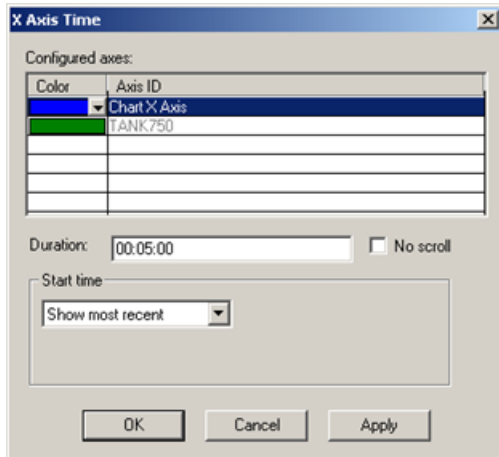 X Axis Time
Configured axes:
Color Axis ID
Chart X Axis
TANK750
Duration: 00:05:00 No scroll
Start time
Show most recent
OK Cancel Apply